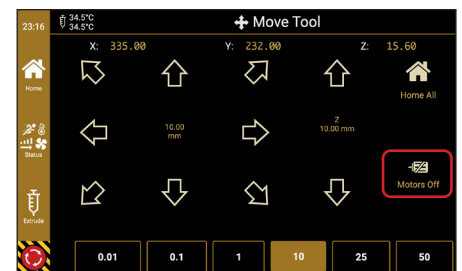 23:16
34.5°C
34.5°C
Move Tool
X: 335.00 Y: 232.00 Z: 15.60
Home
Home All
10.00
mm
Z
10.00 mm
Status
Motors Off
Extrude
0.01 0.1 1 10 25 50